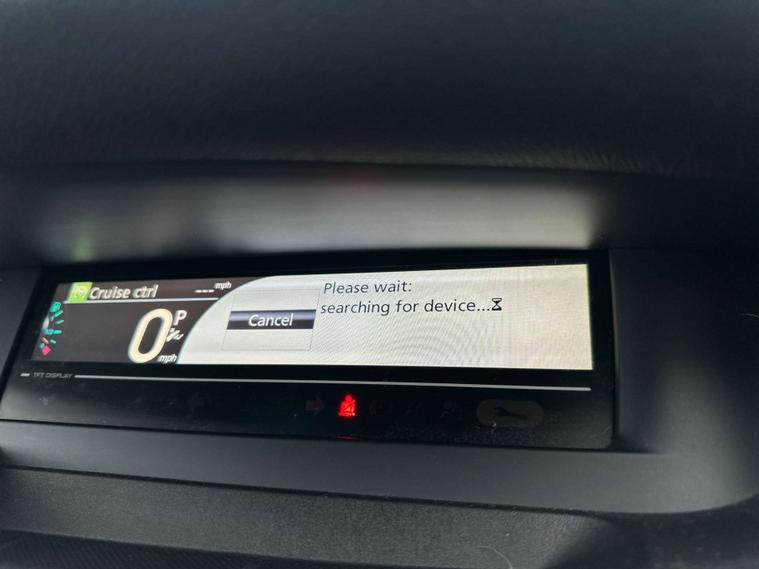 Cruise ctrl ---mph
0 P
mph
Cancel
Please wait:
searching for device...
TFT DISPLAY